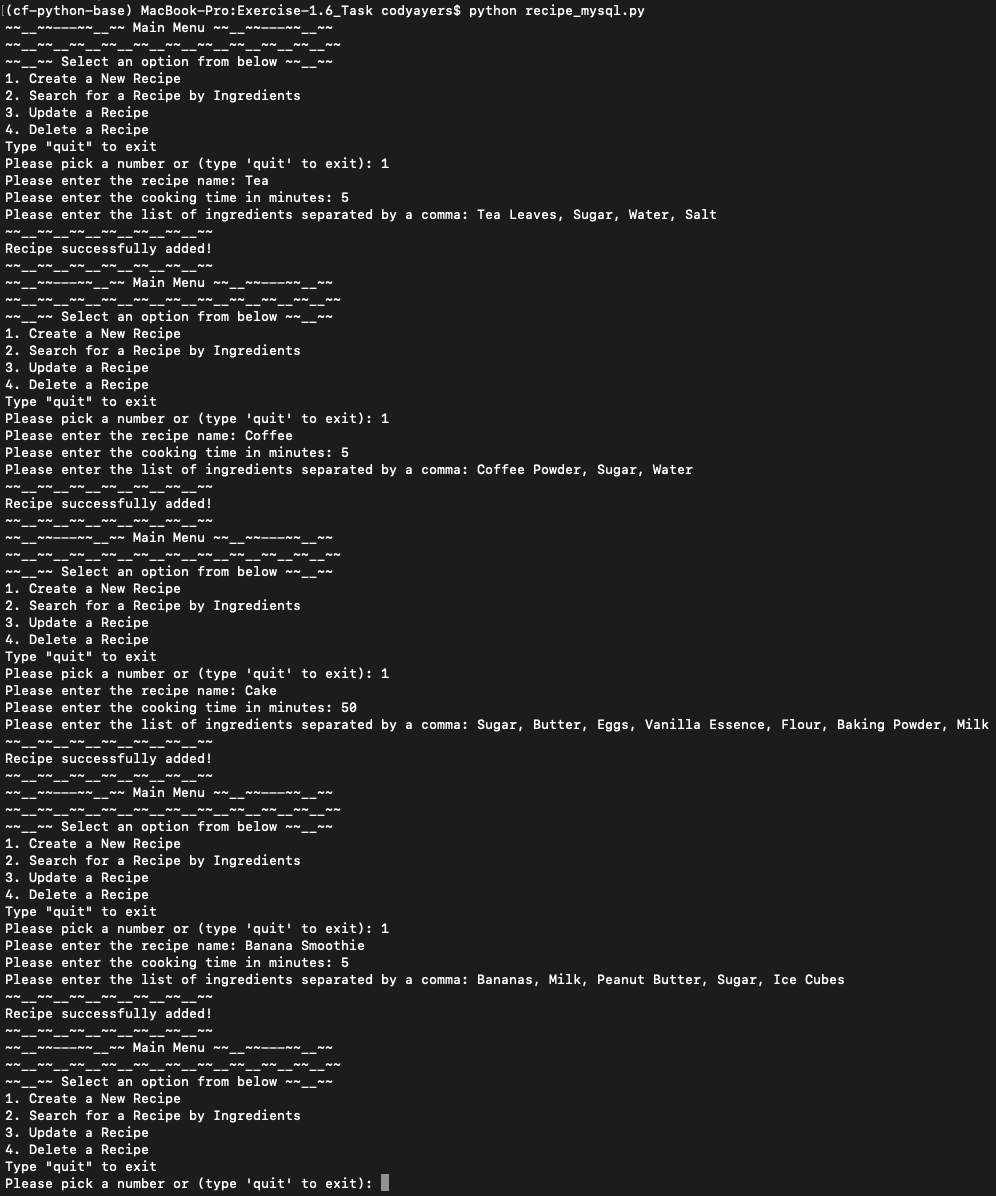 (cf-python-base) MacBook-Pro:Exercise-1.6_Task codyayers$ python recipe_mysql.py
~~__~~---~~__~~ Main Menu ~~__~~---~~__~~
~~__~~__~~__~~__~~__~~__~~__~~__~~__~~__~~
~~__~~ Select an option from below ~~__~~
1. Create a New Recipe
2. Search for a Recipe by Ingredients
3. Update a Recipe
4. Delete a Recipe
Type "quit" to exit
Please pick a number or (type 'quit' to exit): 1
Please enter the recipe name: Tea
Please enter the cooking time in minutes: 5
Please enter the list of ingredients separated by a comma: Tea Leaves, Sugar, Water, Salt
~~__~~__~~__~~__~~__~~__~~
Recipe successfully added!
~~__~~__~~__~~__~~__~~__~~
~~__~~---~~__~~ Main Menu ~~__~~---~~__~~
~~__~~__~~__~~__~~__~~__~~__~~__~~__~~__~~
~~__~~ Select an option from below ~~__~~
1. Create a New Recipe
2. Search for a Recipe by Ingredients
3. Update a Recipe
4. Delete a Recipe
Type "quit" to exit
Please pick a number or (type 'quit' to exit): 1
Please enter the recipe name: Coffee
Please enter the cooking time in minutes: 5
Please enter the list of ingredients separated by a comma: Coffee Powder, Sugar, Water
~~__~~__~~__~~__~~__~~__~~
Recipe successfully added!
~~__~~__~~__~~__~~__~~__~~
~~__~~---~~__~~ Main Menu ~~__~~---~~__~~
~~__~~__~~__~~__~~__~~__~~__~~__~~__~~__~~
~~__~~ Select an option from below ~~__~~
1. Create a New Recipe
2. Search for a Recipe by Ingredients
3. Update a Recipe
4. Delete a Recipe
Type "quit" to exit
Please pick a number or (type 'quit' to exit): 1
Please enter the recipe name: Cake
Please enter the cooking time in minutes: 50
Please enter the list of ingredients separated by a comma: Sugar, Butter, Eggs, Vanilla Essence, Flour, Baking Powder, Milk
~~__~~__~~__~~__~~__~~__~~
Recipe successfully added!
~~__~~__~~__~~__~~__~~__~~
~~__~~---~~__~~ Main Menu ~~__~~---~~__~~
~~__~~__~~__~~__~~__~~__~~__~~__~~__~~__~~
~~__~~ Select an option from below ~~__~~
1. Create a New Recipe
2. Search for a Recipe by Ingredients
3. Update a Recipe
4. Delete a Recipe
Type "quit" to exit
Please pick a number or (type 'quit' to exit): 1
Please enter the recipe name: Banana Smoothie
Please enter the cooking time in minutes: 5
Please enter the list of ingredients separated by a comma: Bananas, Milk, Peanut Butter, Sugar, Ice Cubes
~~__~~__~~__~~__~~__~~__~~
Recipe successfully added!
~~__~~__~~__~~__~~__~~__~~
~~__~~---~~__~~ Main Menu ~~__~~---~~__~~
~~__~~__~~__~~__~~__~~__~~__~~__~~__~~__~~
~~__~~ Select an option from below ~~__~~
1. Create a New Recipe
2. Search for a Recipe by Ingredients
3. Update a Recipe
4. Delete a Recipe
Type "quit" to exit
Please pick a number or (type 'quit' to exit):